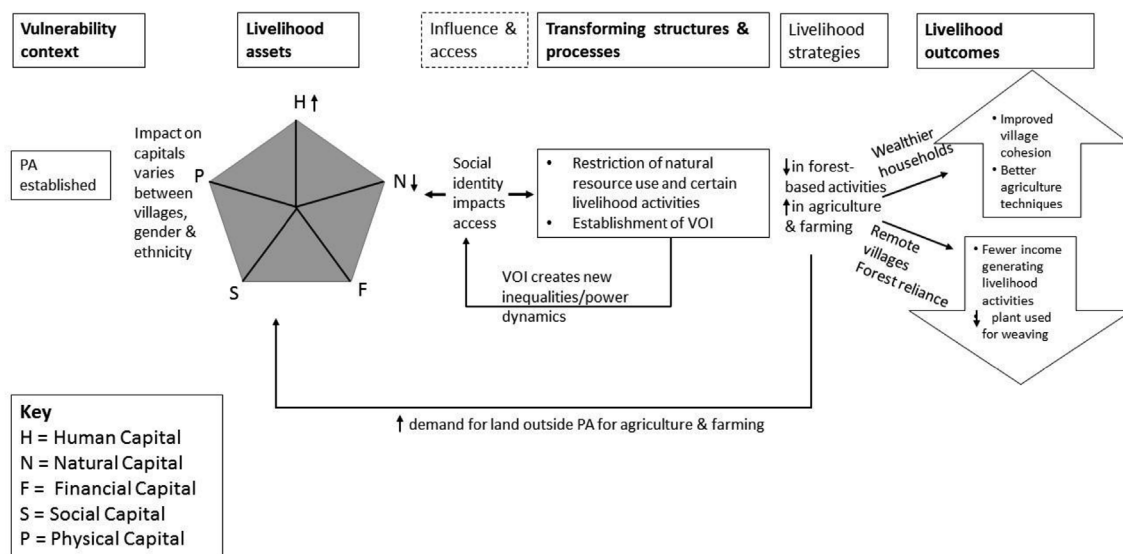 Vulnerability
context
Livelihood
assets
Influence &
access
Transforming structures &
processes
Livelihood
strategies
Livelihood
outcomes
PA
established
Impact on
capitals
varies
between
villages,
gender &
ethnicity
H ↑
P
N ↓
S
F
Social
identity
impacts
access
• Restriction of natural
resource use and certain
livelihood activities
• Establishment of VOI
VOI creates new
inequalities/power
dynamics
↓ in forest-
based activities
↑ in agriculture
& farming
Wealthier
households
Remote
villages
Forest reliance
• Improved
village
cohesion
• Better
agriculture
techniques
• Fewer income
generating
livelihood
activities
↓ plant used
for weaving
↑ demand for land outside PA for agriculture & farming
Key
H = Human Capital
N = Natural Capital
F = Financial Capital
S = Social Capital
P = Physical Capital